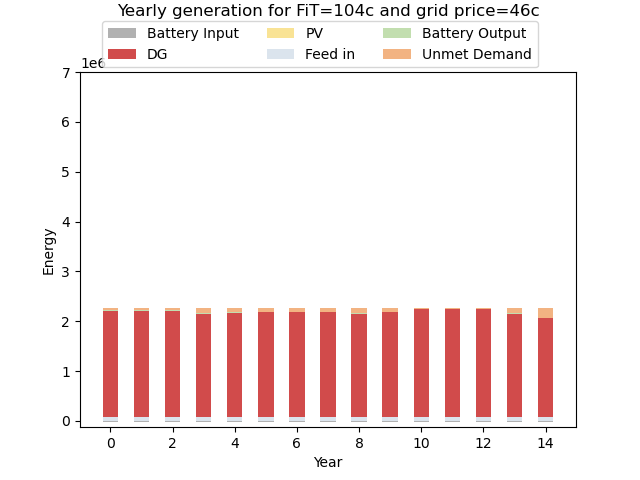 Yearly generation for FiT=104c and grid price=46c
Battery Input PV Battery Output
DG Feed in Unmet Demand
1e6
7
6
5
4
3
2
1
0
Energy
0 2 4 6 8 10 12 14
Year